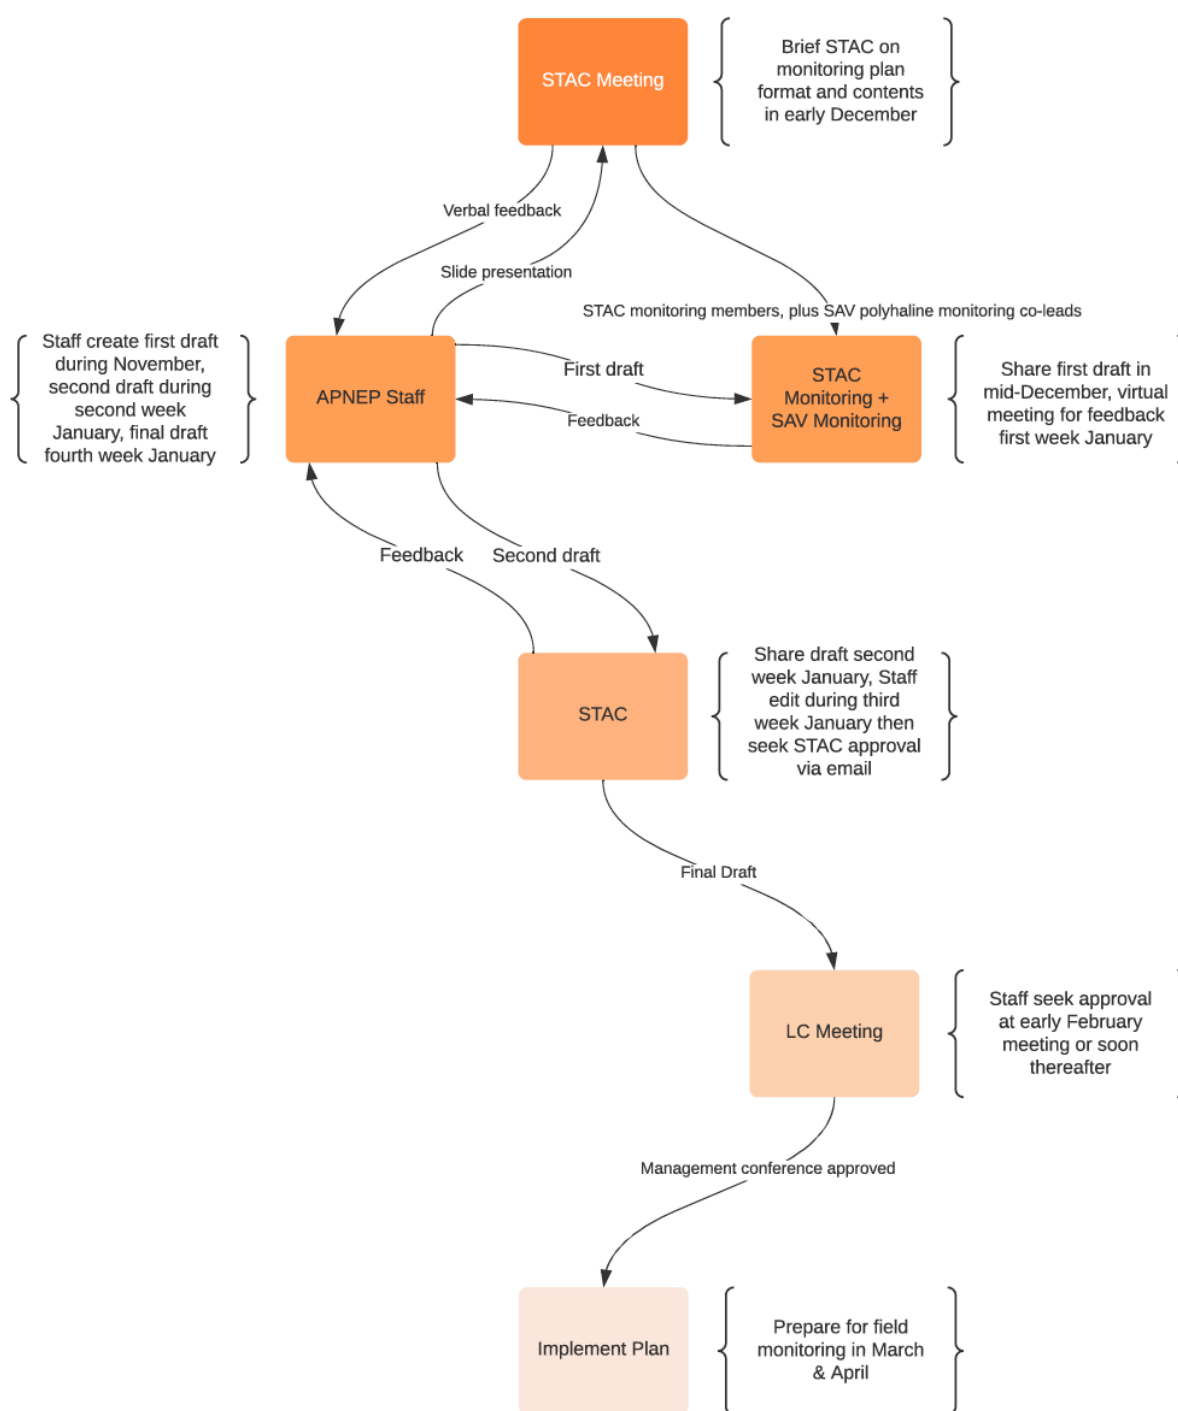 STAC Meeting
Brief STAC on
monitoring plan
format and contents
in early December
Verbal feedback
Slide presentation
STAC monitoring members, plus SAV polyhaline monitoring co-leads
Staff create first draft
during November,
second draft during
second week
January, final draft
fourth week January
APNEP Staff
First draft
Feedback
STAC
Monitoring +
SAV Monitoring
Share first draft in
mid-December, virtual
meeting for feedback
first week January
Feedback
Second draft
STAC
Share draft second
week January, Staff
edit during third
week January then
seek STAC approval
via email
Final Draft
LC Meeting
Staff seek approval
at early February
meeting or soon
thereafter
Management conference approved
Implement Plan
Prepare for field
monitoring in March
& April